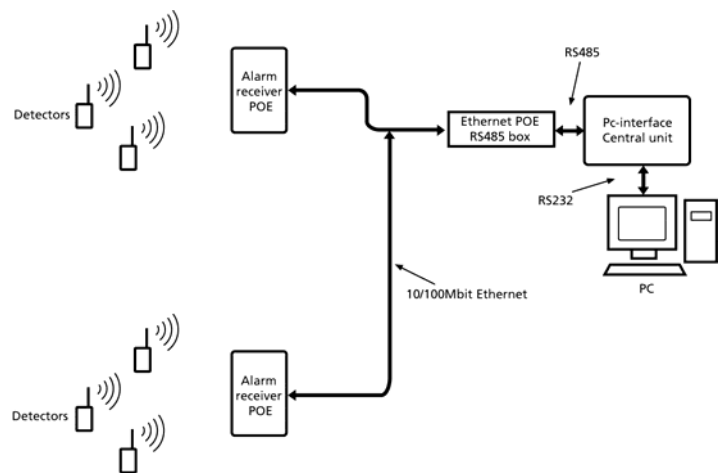 RS485
Alarm
receiver
POE
Detectors
Ethernet POE
RS485 box
Pc-interface
Central unit
RS232
PC
10/100Mbit Ethernet
Alarm
receiver
POE
Detectors